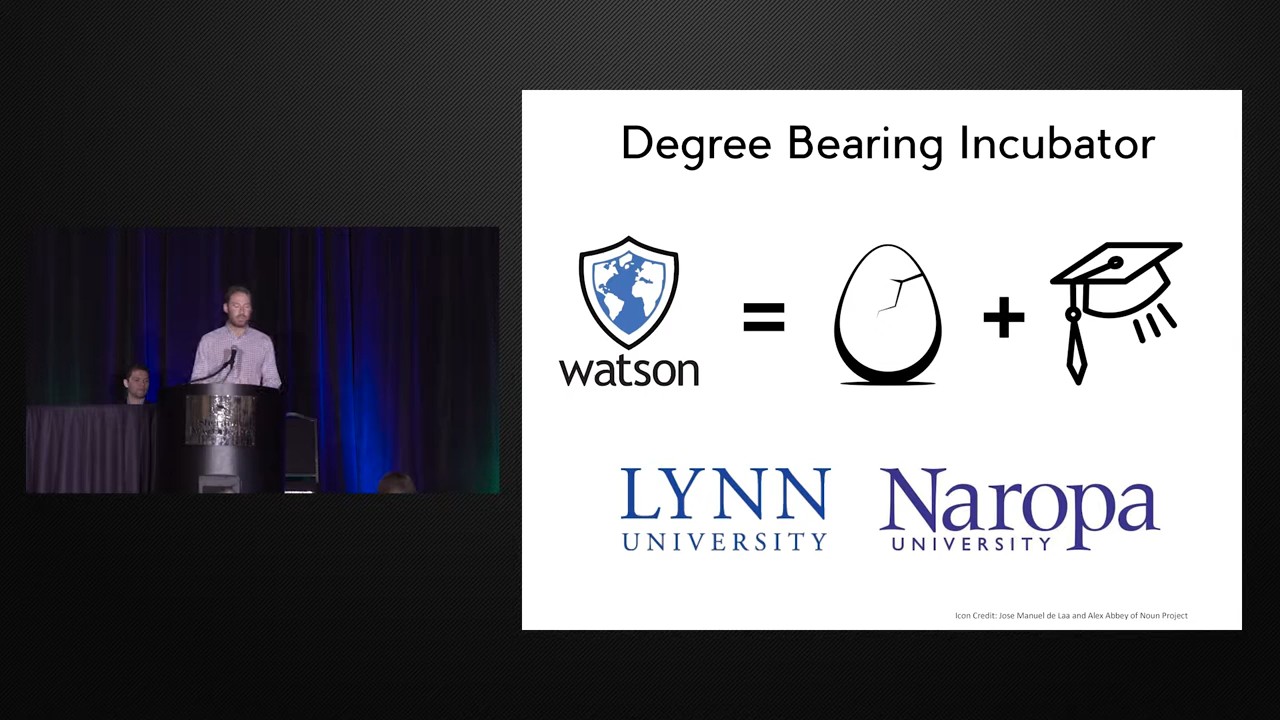 Degree Bearing Incubator
watson
=
+
LYNN
UNIVERSITY
Naropa
UNIVERSITY
Icon Credit: Jose Manuel de Laa and Alex Abbey of Noun Project